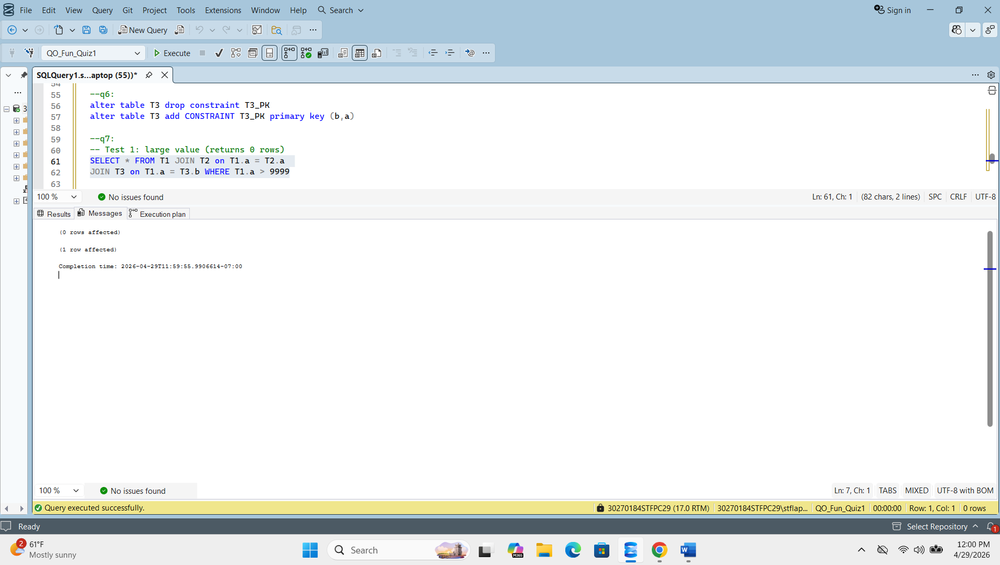 File Edit View Query Git Project Tools Extensions Window Help Search Sign in
New Query
QO_Fun_Quiz1 Execute
SQLQuery1.s...aptop (55))*
54
55 --q6:
56 alter table T3 drop constraint T3_PK
57 alter table T3 add CONSTRAINT T3_PK primary key (b,a)
58
59 --q7:
60 -- Test 1: large value (returns 0 rows)
61 SELECT * FROM T1 JOIN T2 on T1.a = T2.a
62 JOIN T3 on T1.a = T3.b WHERE T1.a > 9999
63
3
100 % No issues found Ln: 61, Ch: 1 (82 chars, 2 lines) SPC CRLF UTF-8
Results Messages Execution plan
(0 rows affected)
(1 row affected)
Completion time: 2026-04-29T11:59:55.9906614-07:00
100 % No issues found Ln: 7, Ch: 1 TABS MIXED UTF-8 with BOM
Query executed successfully. 30270184STFPC29 (17.0 RTM) 30270184STFPC29\stflap... QO_Fun_Quiz1 00:00:00 Row: 1, Col: 1 0 rows
Ready Select Repository 1
2 61°F
Mostly sunny
Search
M365
12:00 PM
4/29/2026